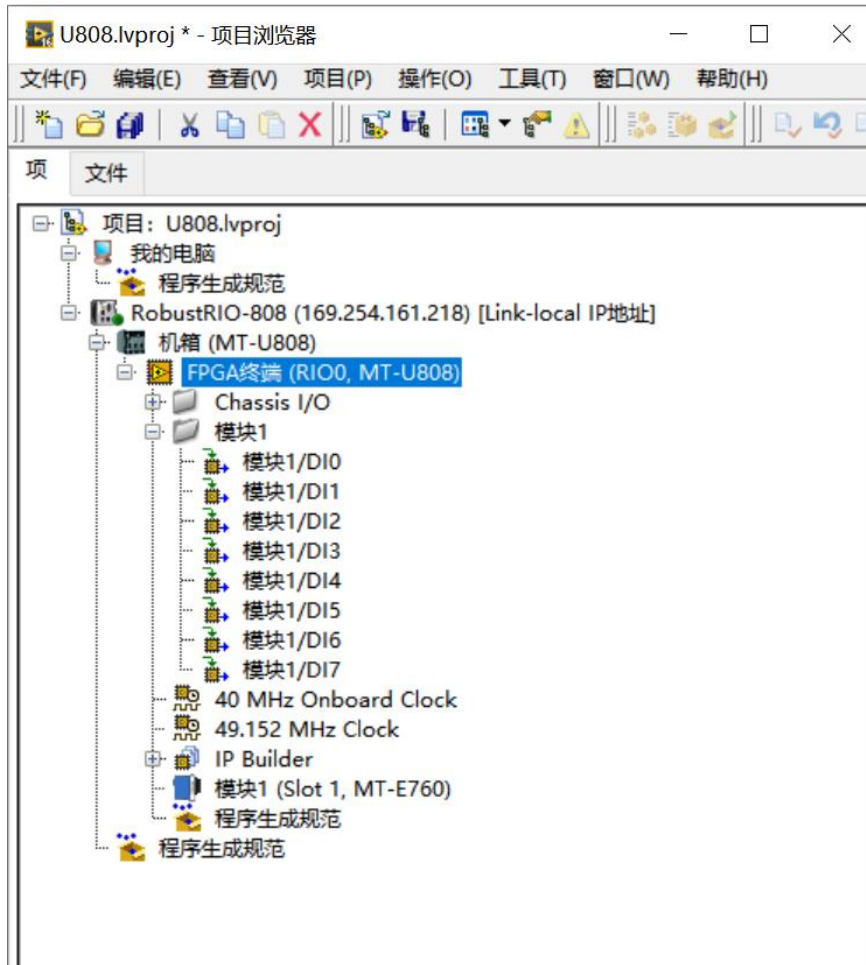 U808.lvproj * - 项目浏览器
文件(F) 编辑(E) 查看(V) 项目(P) 操作(O) 工具(T) 窗口(W) 帮助(H)
项 文件
项目：U808.lvproj
我的电脑
程序生成规范
RobustRIO-808 (169.254.161.218) [Link-local IP地址]
机箱 (MT-U808)
FPGA终端 (RIO0, MT-U808)
Chassis I/O
模块1
模块1/DI0
模块1/DI1
模块1/DI2
模块1/DI3
模块1/DI4
模块1/DI5
模块1/DI6
模块1/DI7
40 MHz Onboard Clock
49.152 MHz Clock
IP Builder
模块1 (Slot 1, MT-E760)
程序生成规范
程序生成规范